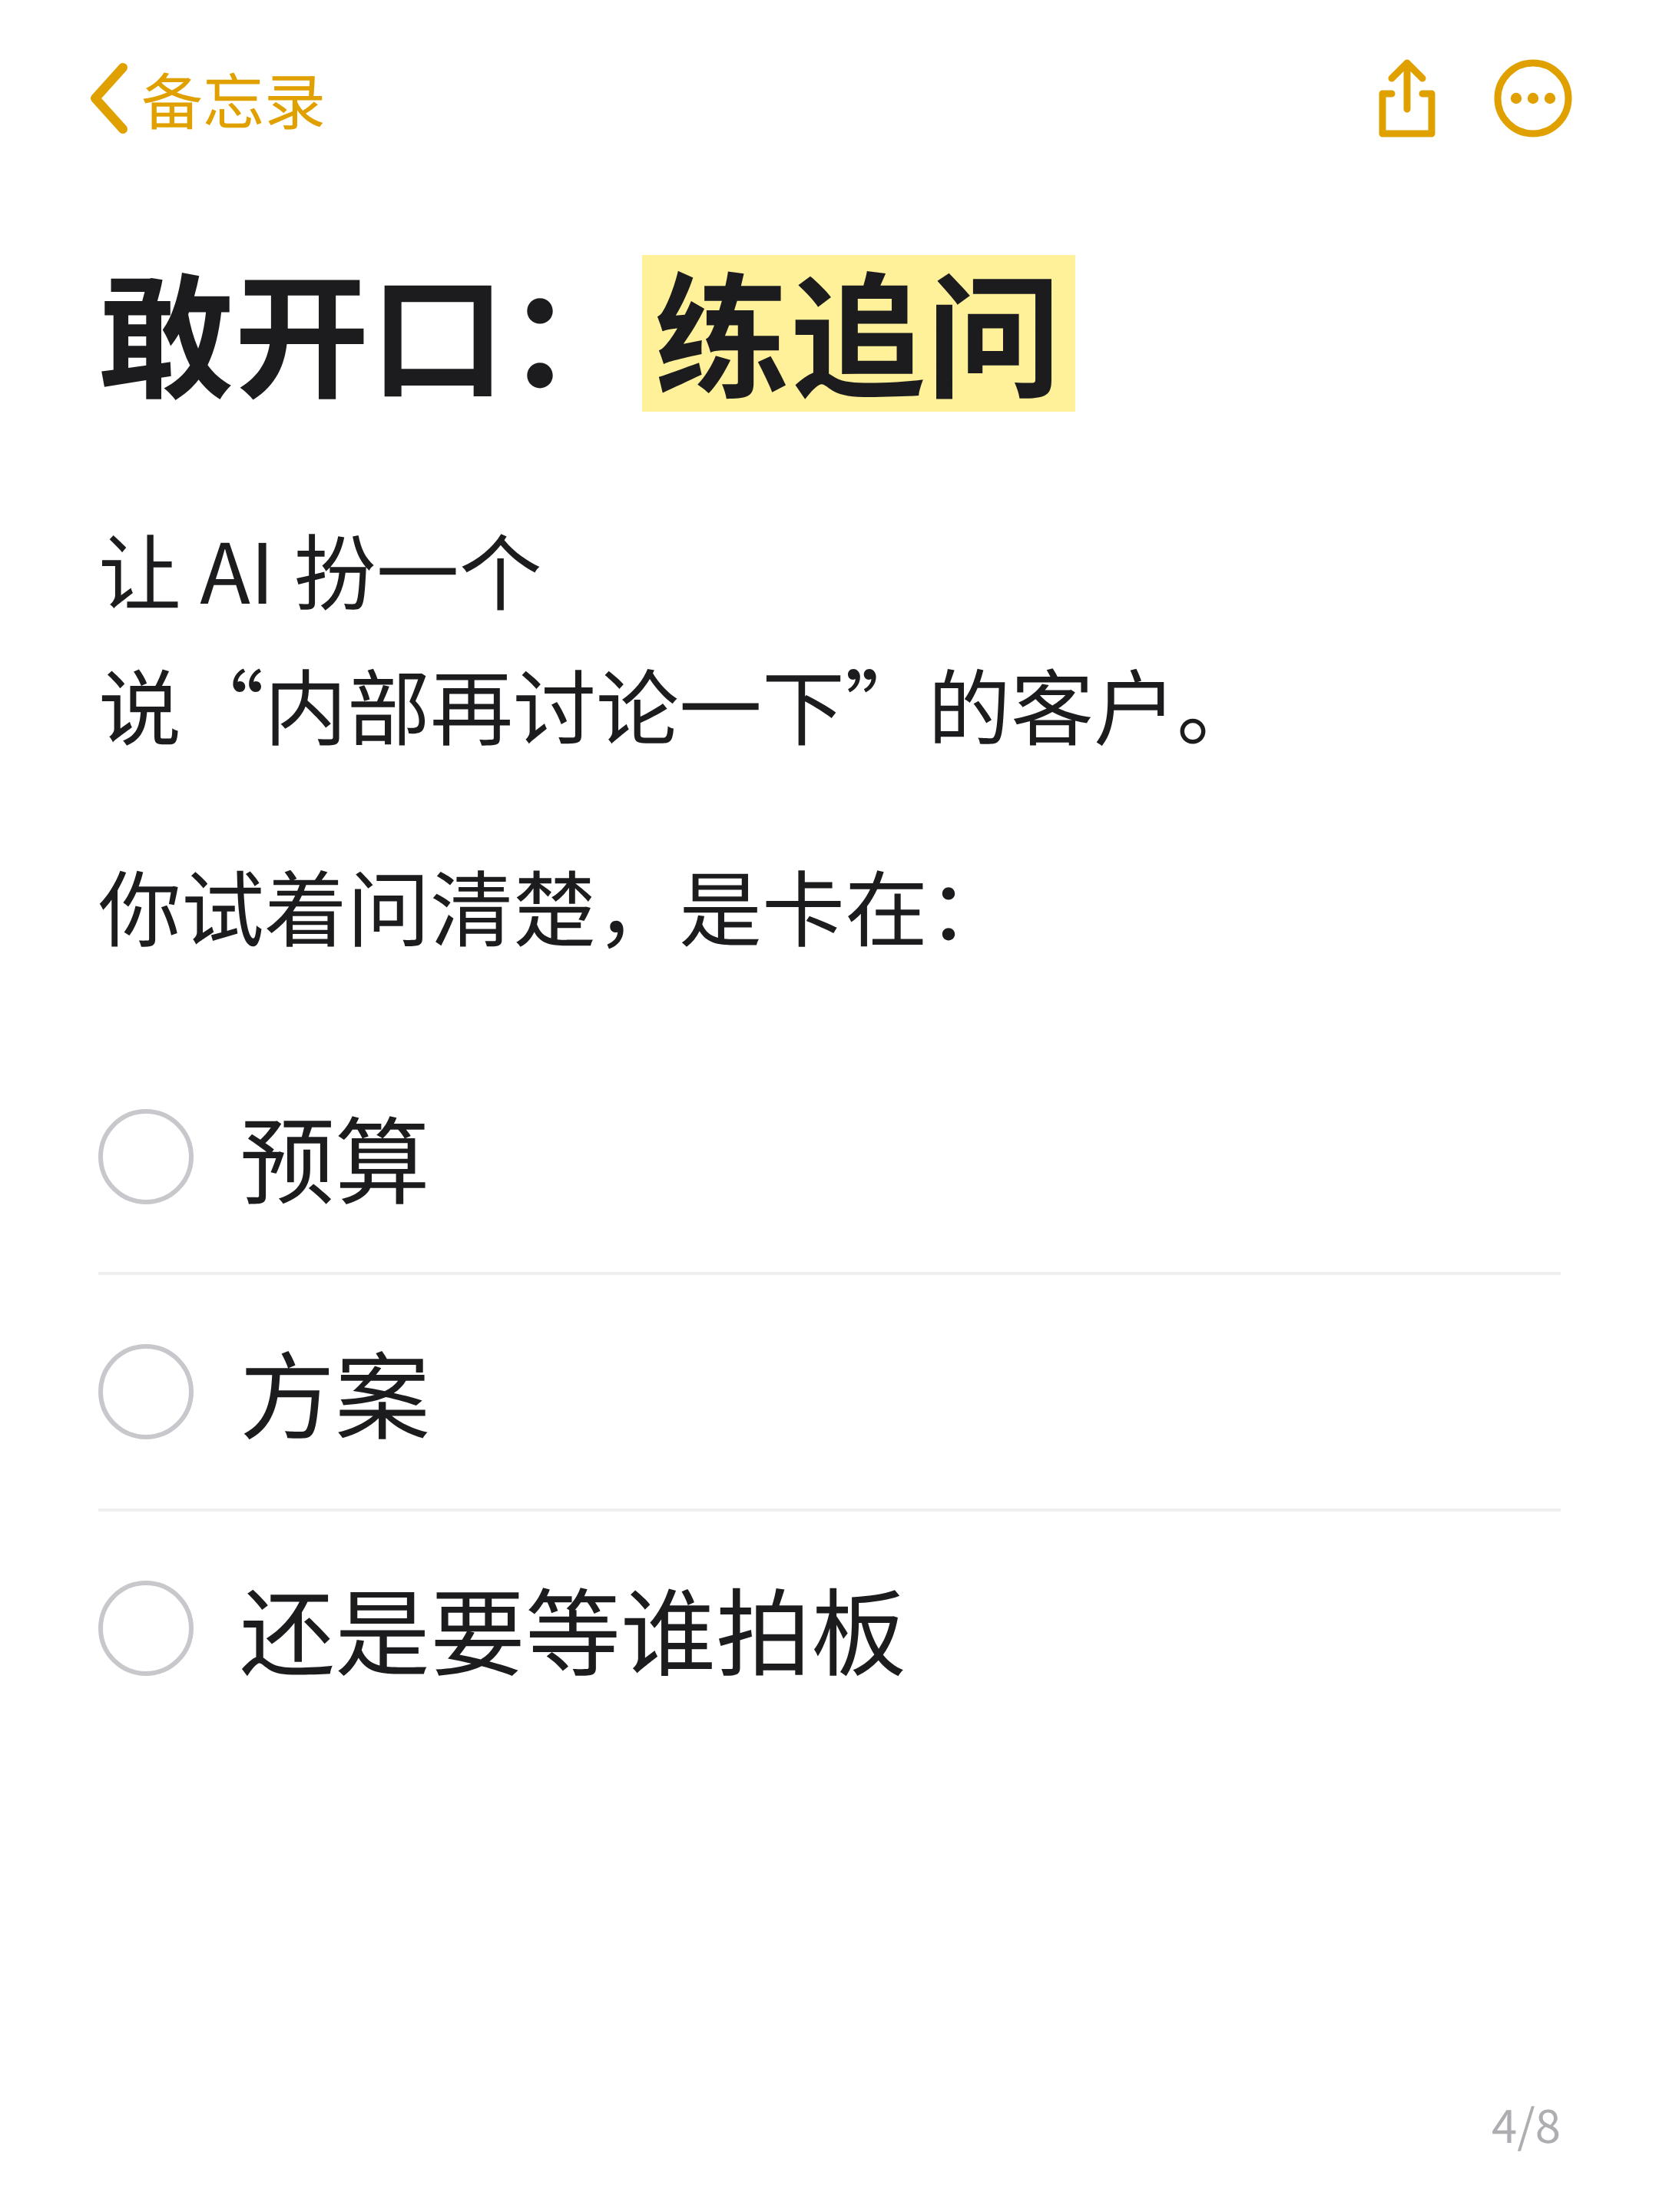 备忘录
敢开口：练追问
让 AI 扮一个
说“内部再讨论一下”的客户。
你试着问清楚，是卡在：
预算
方案
还是要等谁拍板
4/8